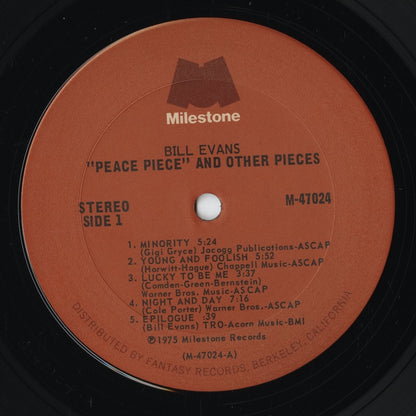 Milestone
BILL EVANS
"PEACE PIECE" AND OTHER PIECES
STEREO
SIDE 1
M-47024
1. MINORITY 5:24
(Gigi Gryce) Jacogg Publications-ASCAP
2. YOUNG AND FOOLISH 5:52
(Horwitt-Hague) Chappell Music-ASCAP
3. LUCKY TO BE ME 3:37
(Comden-Green-Bernstein)
Warner Bros. Music-ASCAP
4. NIGHT AND DAY 7:16
(Cole Porter) Warner Bros.-ASCAP
5. EPILOGUE :39
(Bill Evans) TRO-Acorn Music-BMI
℗1975 Milestone Records
(M-47024-A)
DISTRIBUTED BY FANTASY RECORDS, BERKELEY, CALIFORNIA